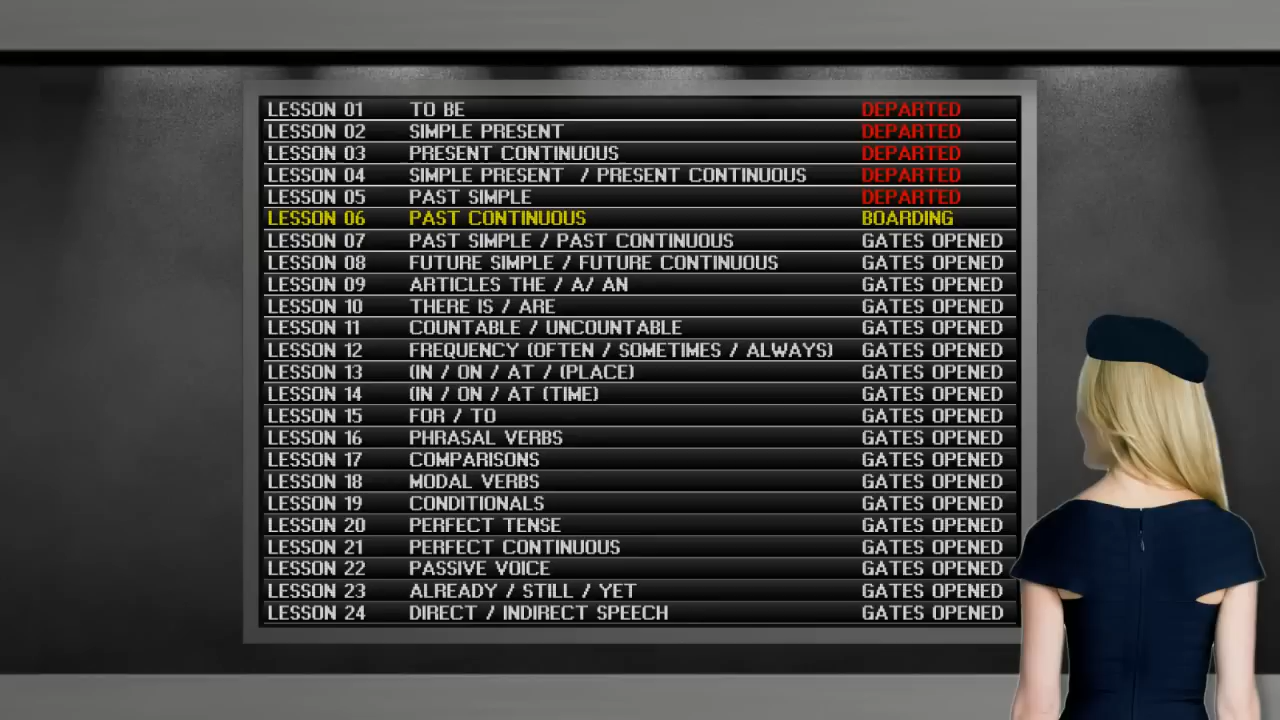 LESSON 01 TO BE DEPARTED
LESSON 02 SIMPLE PRESENT DEPARTED
LESSON 03 PRESENT CONTINUOUS DEPARTED
LESSON 04 SIMPLE PRESENT / PRESENT CONTINUOUS DEPARTED
LESSON 05 PAST SIMPLE DEPARTED
LESSON 06 PAST CONTINUOUS BOARDING
LESSON 07 PAST SIMPLE / PAST CONTINUOUS GATES OPENED
LESSON 08 FUTURE SIMPLE / FUTURE CONTINUOUS GATES OPENED
LESSON 09 ARTICLES THE / A/ AN GATES OPENED
LESSON 10 THERE IS / ARE GATES OPENED
LESSON 11 COUNTABLE / UNCOUNTABLE GATES OPENED
LESSON 12 FREQUENCY (OFTEN / SOMETIMES / ALWAYS) GATES OPENED
LESSON 13 (IN / ON / AT / (PLACE) GATES OPENED
LESSON 14 (IN / ON / AT (TIME) GATES OPENED
LESSON 15 FOR / TO GATES OPENED
LESSON 16 PHRASAL VERBS GATES OPENED
LESSON 17 COMPARISONS GATES OPENED
LESSON 18 MODAL VERBS GATES OPENED
LESSON 19 CONDITIONALS GATES OPENED
LESSON 20 PERFECT TENSE GATES OPENED
LESSON 21 PERFECT CONTINUOUS GATES OPENED
LESSON 22 PASSIVE VOICE GATES OPENED
LESSON 23 ALREADY / STILL / YET GATES OPENED
LESSON 24 DIRECT / INDIRECT SPEECH GATES OPENED